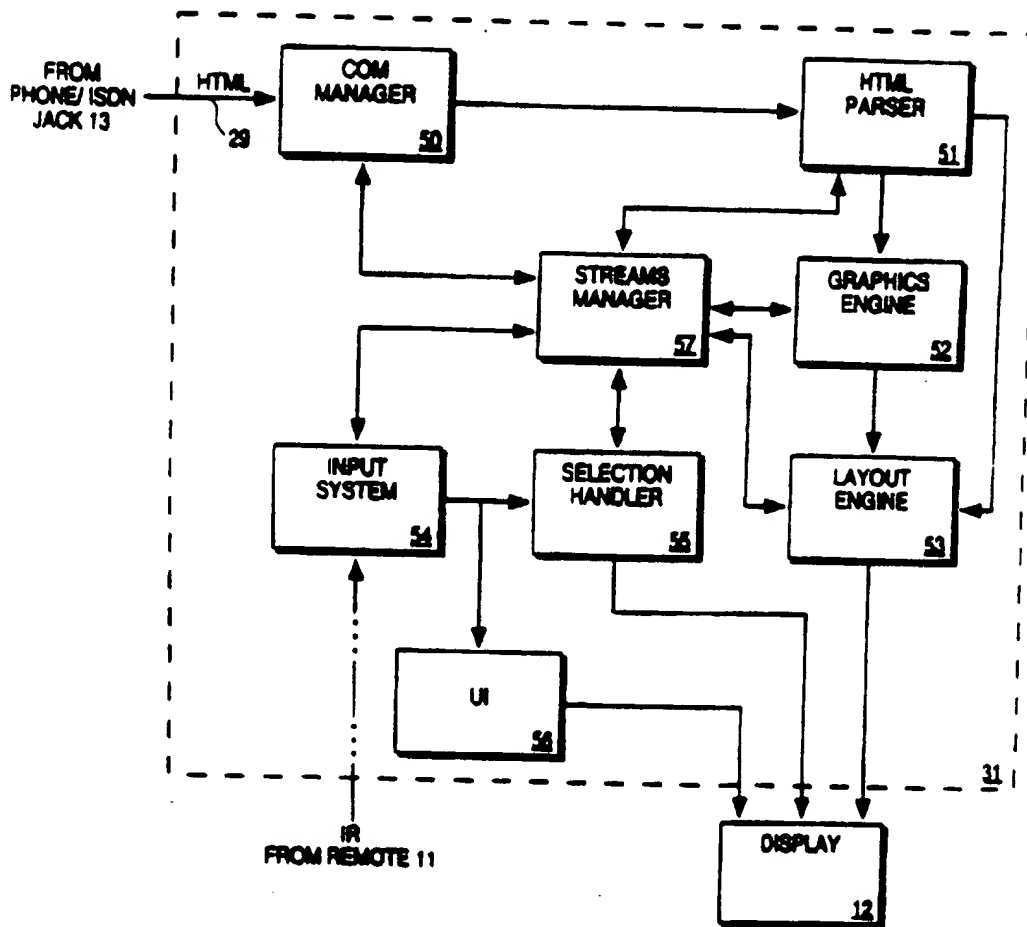 FROM
PHONE/ISDN
JACK 13
HTML
29
COM
MANAGER
50
HTML
PARSER
51
STREAMS
MANAGER
57
GRAPHICS
ENGINE
52
INPUT
SYSTEM
54
SELECTION
HANDLER
55
LAYOUT
ENGINE
53
UI
56
31
IR
FROM REMOTE 11
DISPLAY
12